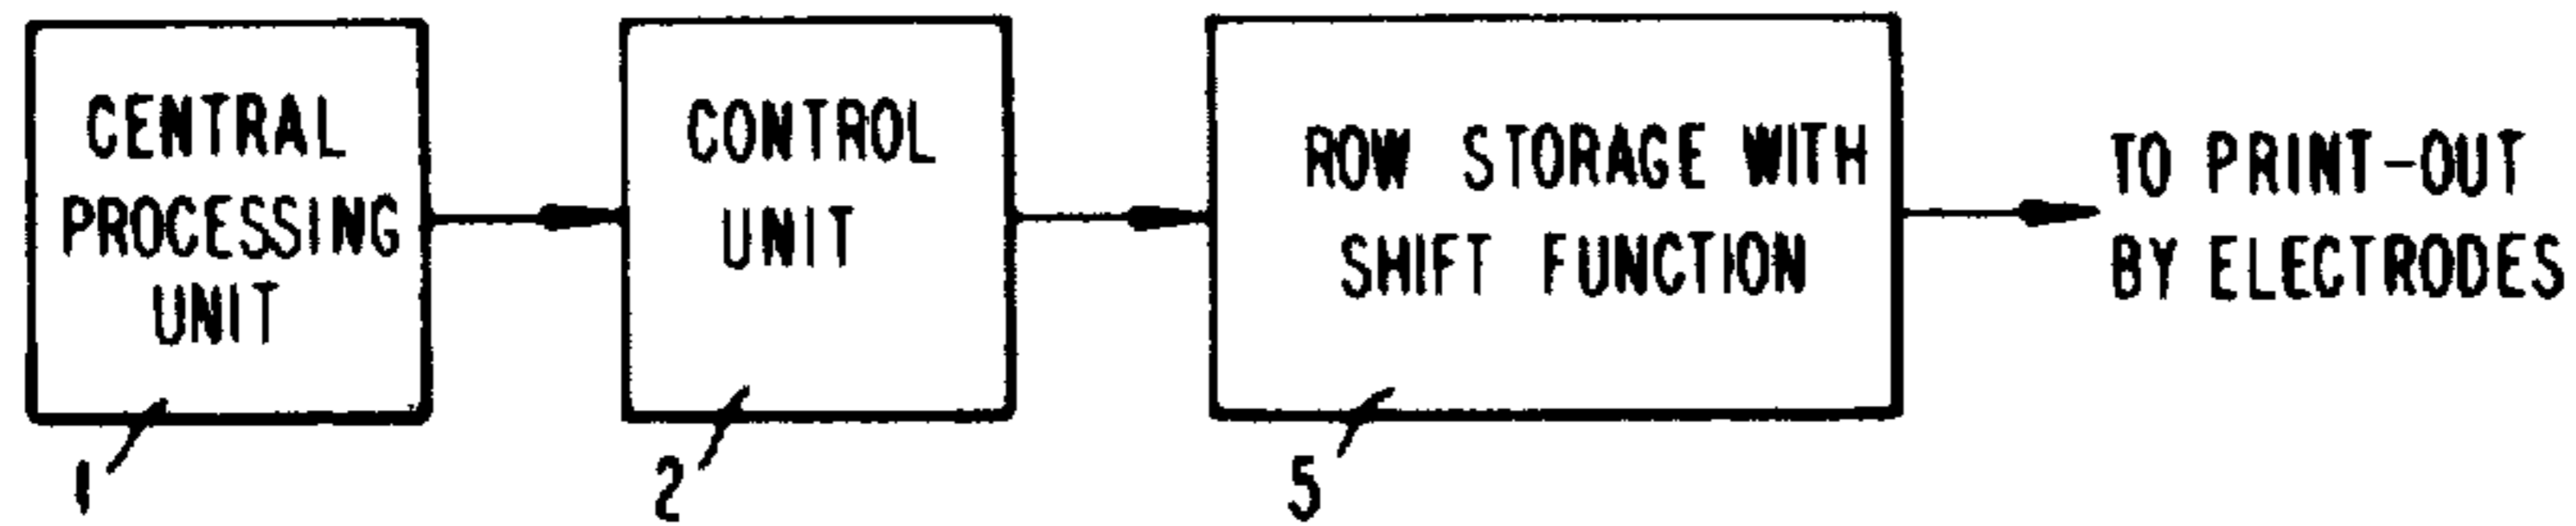 CENTRAL
PROCESSING
UNIT
CONTROL
UNIT
ROW STORAGE WITH
SHIFT FUNCTION
TO PRINT-OUT
BY ELECTRODES
1
2
5